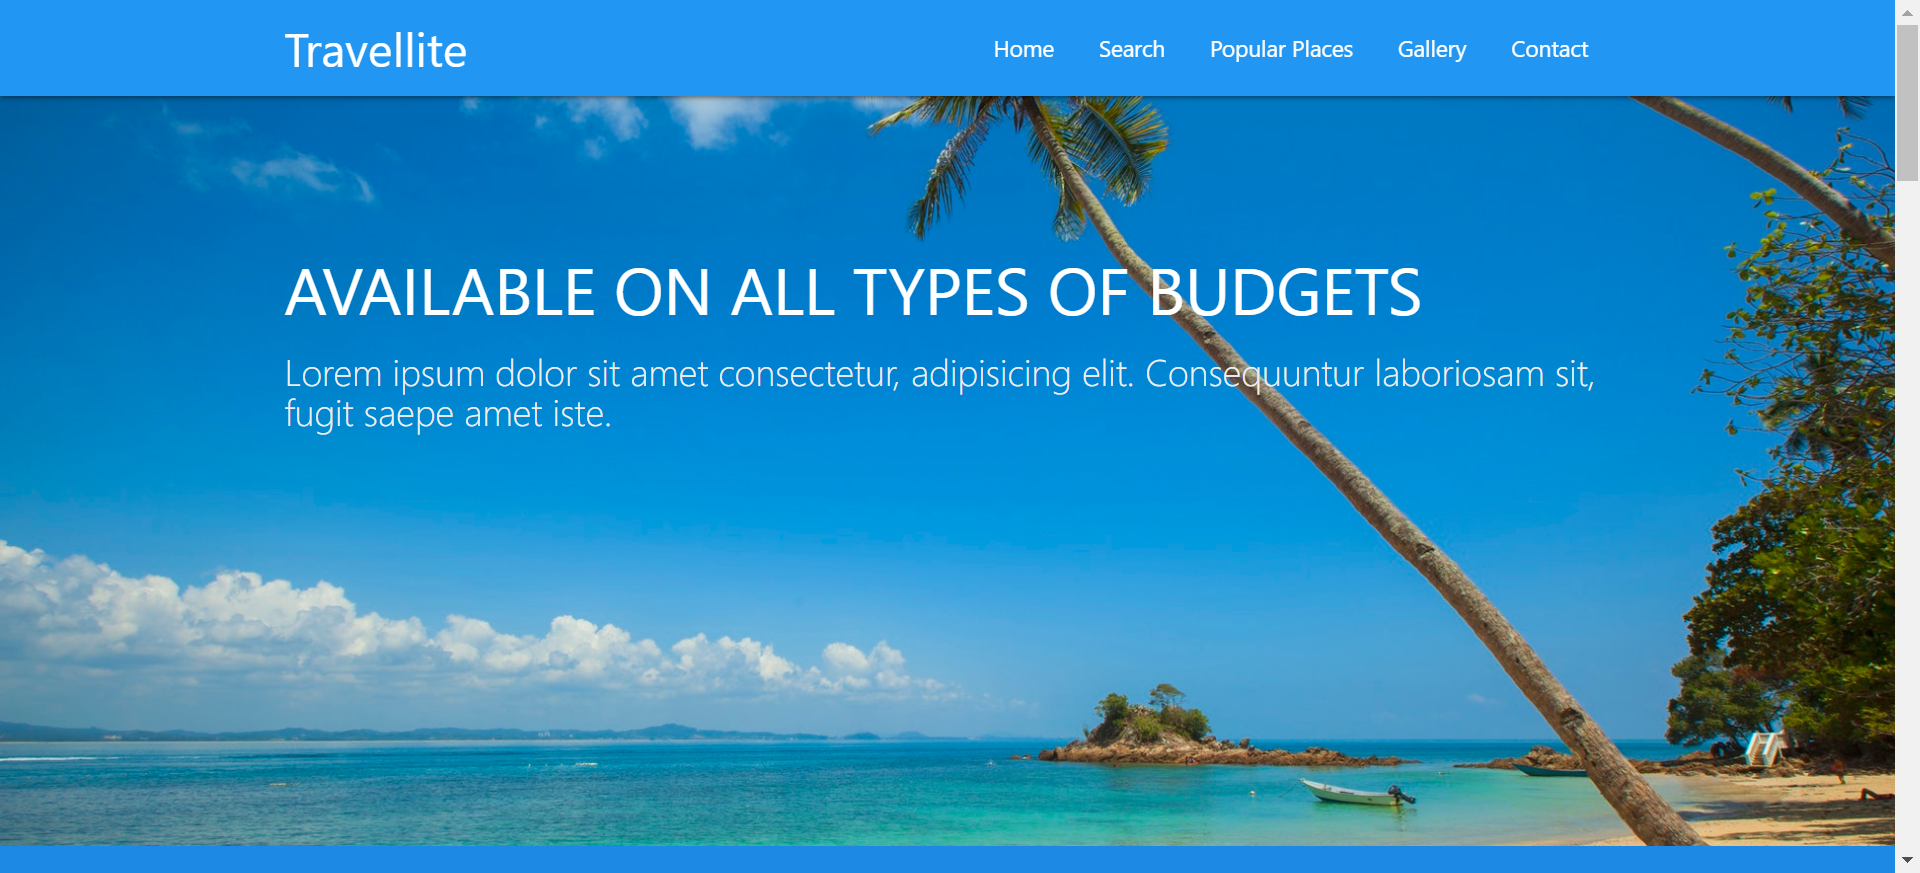 Travellite
Home Search Popular Places Gallery Contact
AVAILABLE ON ALL TYPES OF BUDGETS
Lorem ipsum dolor sit amet consectetur, adipisicing elit. Consequuntur laboriosam sit,
fugit saepe amet iste.